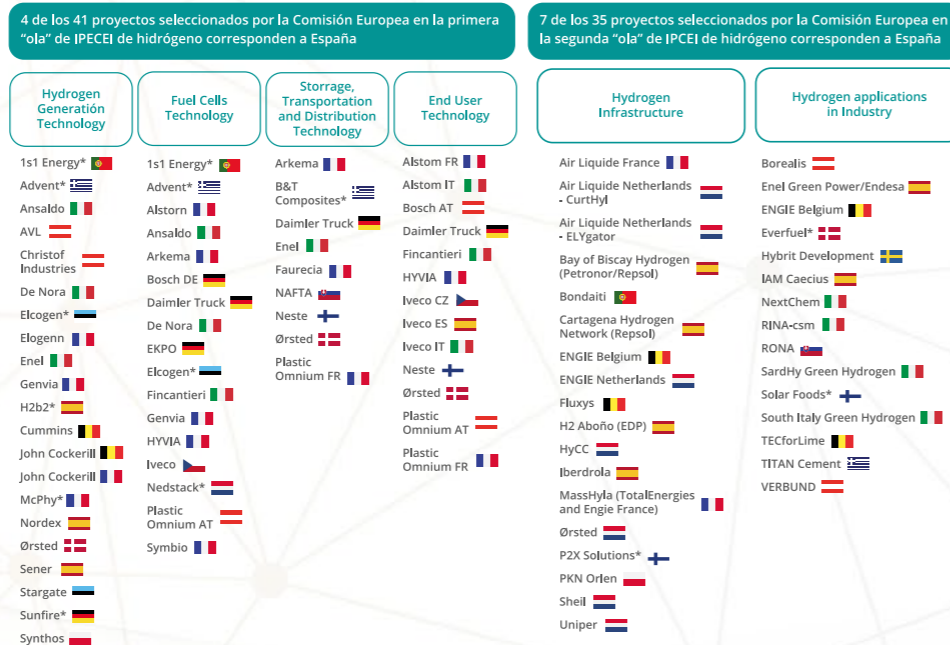 4 de los 41 proyectos seleccionados por la Comisión Europea en la primera
“ola” de IPECEI de hidrógeno corresponden a España
Hydrogen
Generatión
Technology
1s1 Energy*
Advent*
Ansaldo
AVL
Christof
Industries
De Nora
Elcogen*
Elogenn
Enel
Genvia
H2b2*
Cummins
John Cockerill
John Cockerill
McPhy*
Nordex
Ørsted
Sener
Stargate
Sunfire*
Synthos
Fuel Cells
Technology
1s1 Energy*
Advent*
Alstorn
Ansaldo
Arkema
Bosch DE
Daimler Truck
De Nora
EKPO
Elcogen*
Fincantieri
Genvia
HYVIA
Iveco
Nedstack*
Plastic
Omnium AT
Symbio
Storrage,
Transportation
and Distribution
Technology
Arkema
B&T
Composites*
Daimler Truck
Enel
Faurecia
NAFTA
Neste
Ørsted
Plastic
Omnium FR
End User
Technology
Alstom FR
Alstom IT
Bosch AT
Daimler Truck
Fincantieri
HYVIA
Iveco CZ
Iveco ES
Iveco IT
Neste
Ørsted
Plastic
Omnium AT
Plastic
Omnium FR
7 de los 35 proyectos seleccionados por la Comisión Europea en
la segunda “ola” de IPCEI de hidrógeno corresponden a España
Hydrogen
Infrastructure
Air Liquide France
Air Liquide Netherlands
- CurtHyl
Air Liquide Netherlands
- ELYgator
Bay of Biscay Hydrogen
(Petronor/Repsol)
Bondaiti
Cartagena Hydrogen
Network (Repsol)
ENGIE Belgium
ENGIE Netherlands
Fluxys
H2 Aboño (EDP)
HyCC
Iberdrola
MassHyla (TotalEnergies
and Engie France)
Ørsted
P2X Solutions*
PKN Orlen
Sheil
Uniper
Hydrogen applications
in Industry
Borealis
Enel Green Power/Endesa
ENGIE Belgium
Everfuel*
Hybrit Development
IAM Caecius
NextChem
RINA-csm
RONA
SardHy Green Hydrogen
Solar Foods*
South Italy Green Hydrogen
TECforLime
TITAN Cement
VERBUND